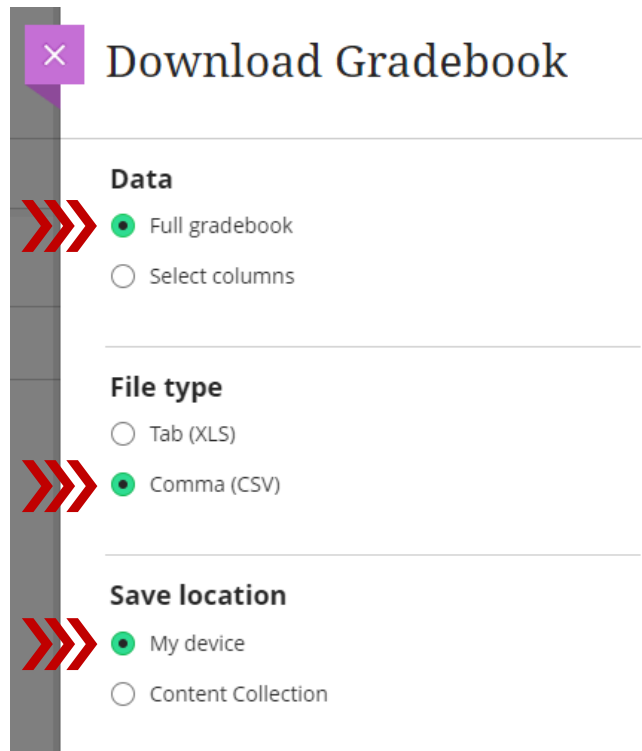 Download Gradebook
Data
Full gradebook
Select columns
File type
Tab (XLS)
Comma (CSV)
Save location
My device
Content Collection